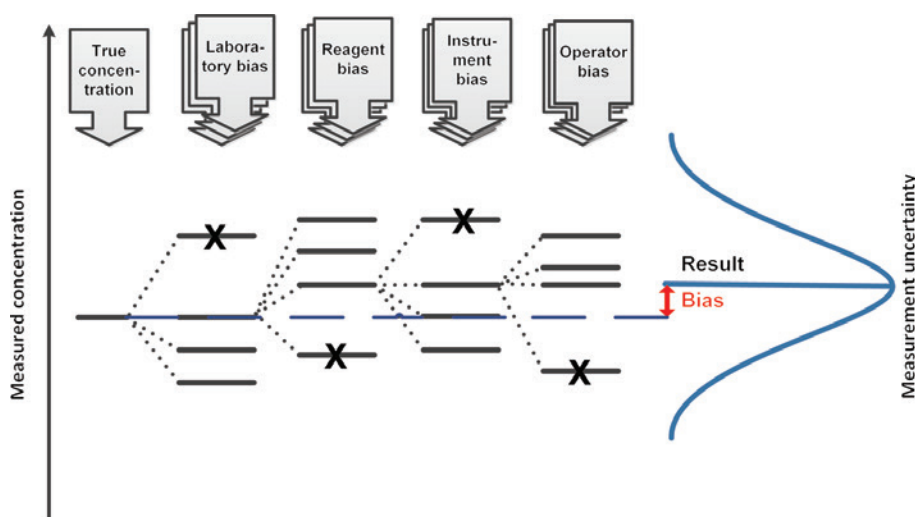 True
concen-
tration
Labora-
tory bias
Reagent
bias
Instru-
ment
bias
Operator
bias
Measured concentration
X
X
X
X
Result
Bias
Measurement uncertainty